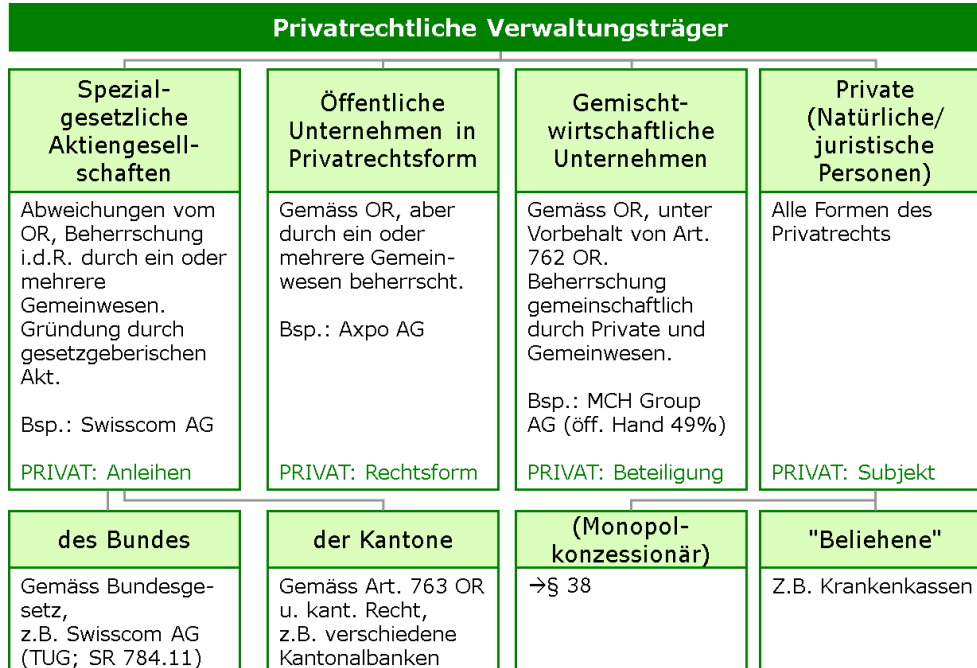 Privatrechtliche Verwaltungsträger
Spezial-
gesetzliche
Aktiengesell-
schaften
Abweichungen vom
OR, Beherrschung
i.d.R. durch ein oder
mehrere
Gemeinwesen.
Gründung durch
gesetzgeberischen
Akt.
Bsp.: Swisscom AG
PRIVAT: Anleihen
Öffentliche
Unternehmen in
Privatrechtsform
Gemäss OR, aber
durch ein oder
mehrere Gemein-
wesen beherrscht.
Bsp.: Axpo AG
PRIVAT: Rechtsform
Gemischt-
wirtschaftliche
Unternehmen
Gemäss OR, unter
Vorbehalt von Art.
762 OR.
Beherrschung
gemeinschaftlich
durch Private und
Gemeinwesen.
Bsp.: MCH Group
AG (öff. Hand 49%)
PRIVAT: Beteiligung
Private
(Natürliche/
juristische
Personen)
Alle Formen des
Privatrechts
PRIVAT: Subjekt
des Bundes
Gemäss Bundesge-
setz,
z.B. Swisscom AG
(TUG; SR 784.11)
der Kantone
Gemäss Art. 763 OR
u. kant. Recht,
z.B. verschiedene
Kantonalbanken
(Monopol-
konzessionär)
→§ 38
"Beliehene"
Z.B. Krankenkassen